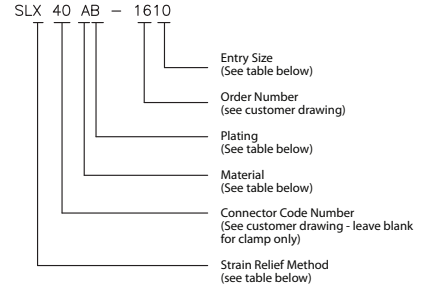 SLX 40 AB - 1610
Entry Size
(See table below)
Order Number
(see customer drawing)
Plating
(See table below)
Material
(See table below)
Connector Code Number
(See customer drawing - leave blank
for clamp only)
Strain Relief Method
(see table below)